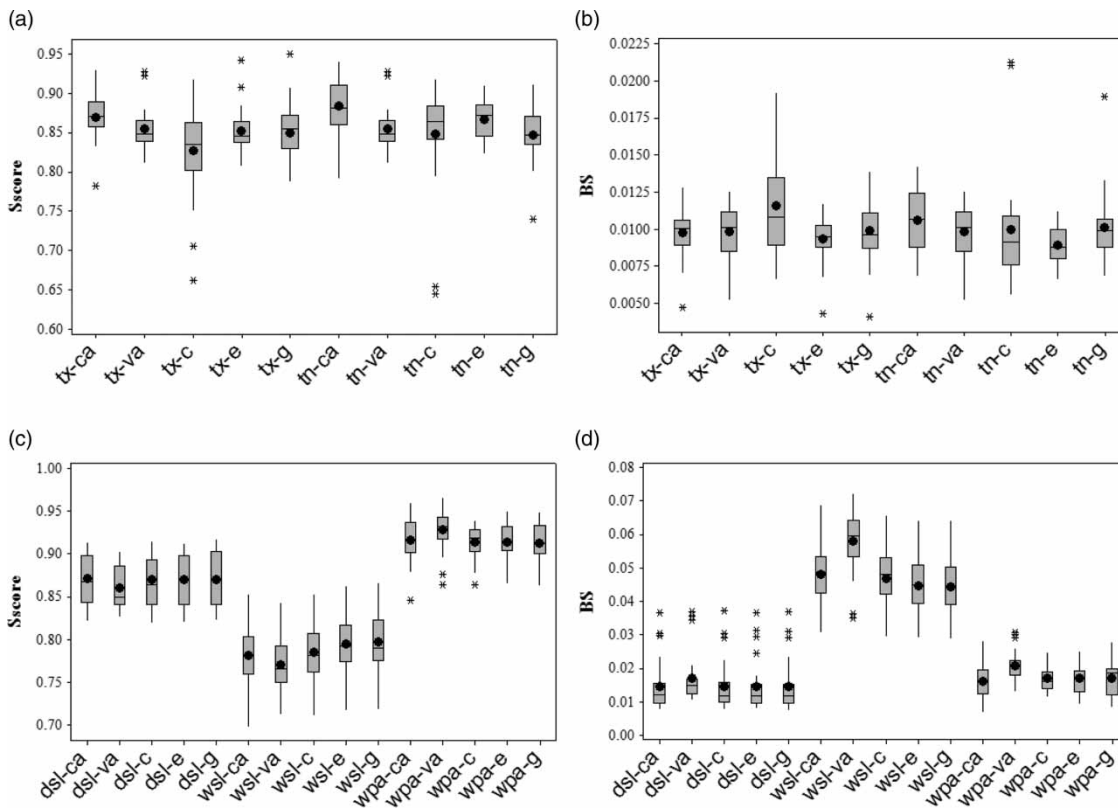 (a)
Sscore
0.95
0.90
0.85
0.80
0.75
0.70
0.65
0.60
tx-ca
tx-va
tx-c
tx-e
tx-g
tn-ca
tn-va
tn-c
tn-e
tn-g
(b)
BS
0.0225
0.0200
0.0175
0.0150
0.0125
0.0100
0.0075
0.0050
tx-ca
tx-va
tx-c
tx-e
tx-g
tn-ca
tn-va
tn-c
tn-e
tn-g
(c)
Sscore
1.00
0.95
0.90
0.85
0.80
0.75
0.70
dsl-ca
dsl-va
dsl-c
dsl-e
dsl-g
wsl-ca
wsl-va
wsl-c
wsl-e
wsl-g
wpa-ca
wpa-va
wpa-c
wpa-e
wpa-g
(d)
BS
0.08
0.07
0.06
0.05
0.04
0.03
0.02
0.01
0.00
dsl-ca
dsl-va
dsl-c
dsl-e
dsl-g
wsl-ca
wsl-va
wsl-c
wsl-e
wsl-g
wpa-ca
wpa-va
wpa-c
wpa-e
wpa-g